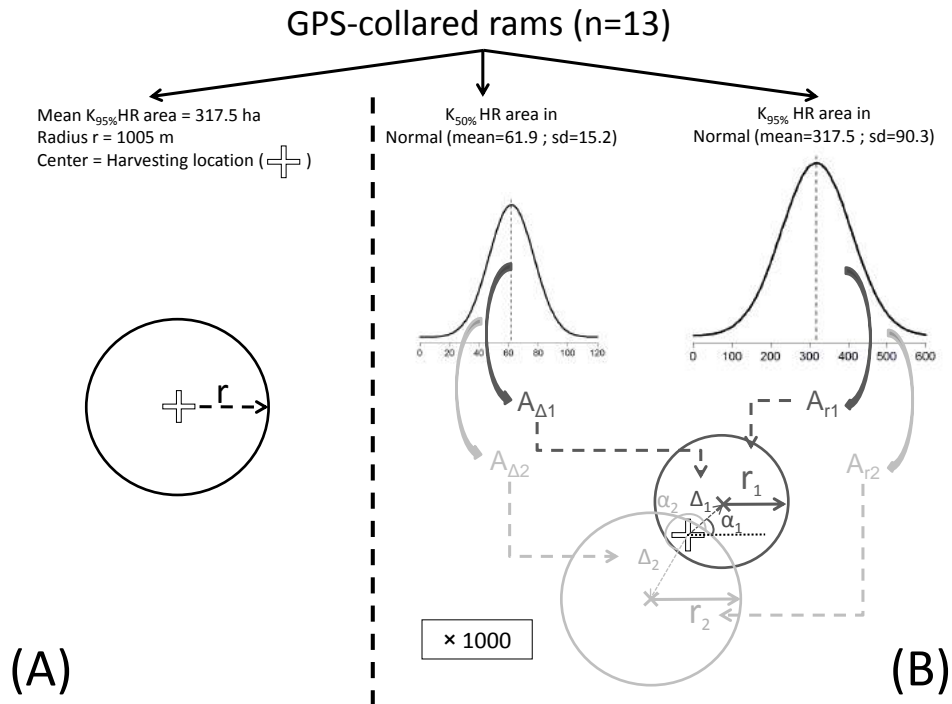 GPS-collared rams (n=13)
Mean K95%HR area = 317.5 ha
Radius r = 1005 m
Center = Harvesting location ( )
K50% HR area in
Normal (mean=61.9 ; sd=15.2)
K95% HR area in
Normal (mean=317.5 ; sd=90.3)
0 20 40 60 80 100 120
0 100 200 300 400 500 600
r
AΔ1
Ar1
AΔ2
Ar2
Δ1
r1
α2
α1
Δ2
r2
× 1000
(A)
(B)